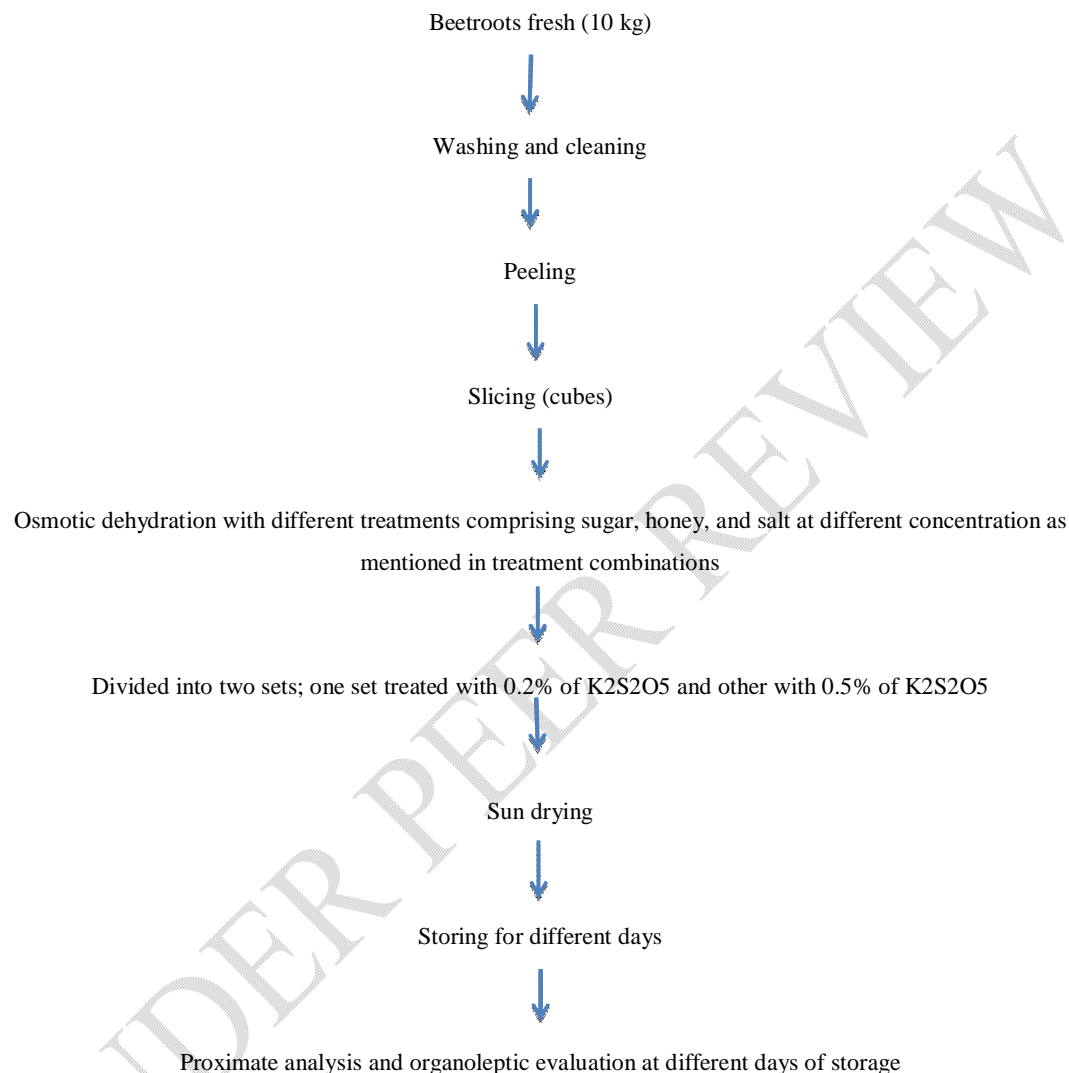 Beetroots fresh (10 kg)
Washing and cleaning
Peeling
Slicing (cubes)
Osmotic dehydration with different treatments comprising sugar, honey, and salt at different concentration as
mentioned in treatment combinations
Divided into two sets; one set treated with 0.2% of K2S2O5 and other with 0.5% of K2S2O5
Sun drying
Storing for different days
Proximate analysis and organoleptic evaluation at different days of storage
UNDER PEER REVIEW